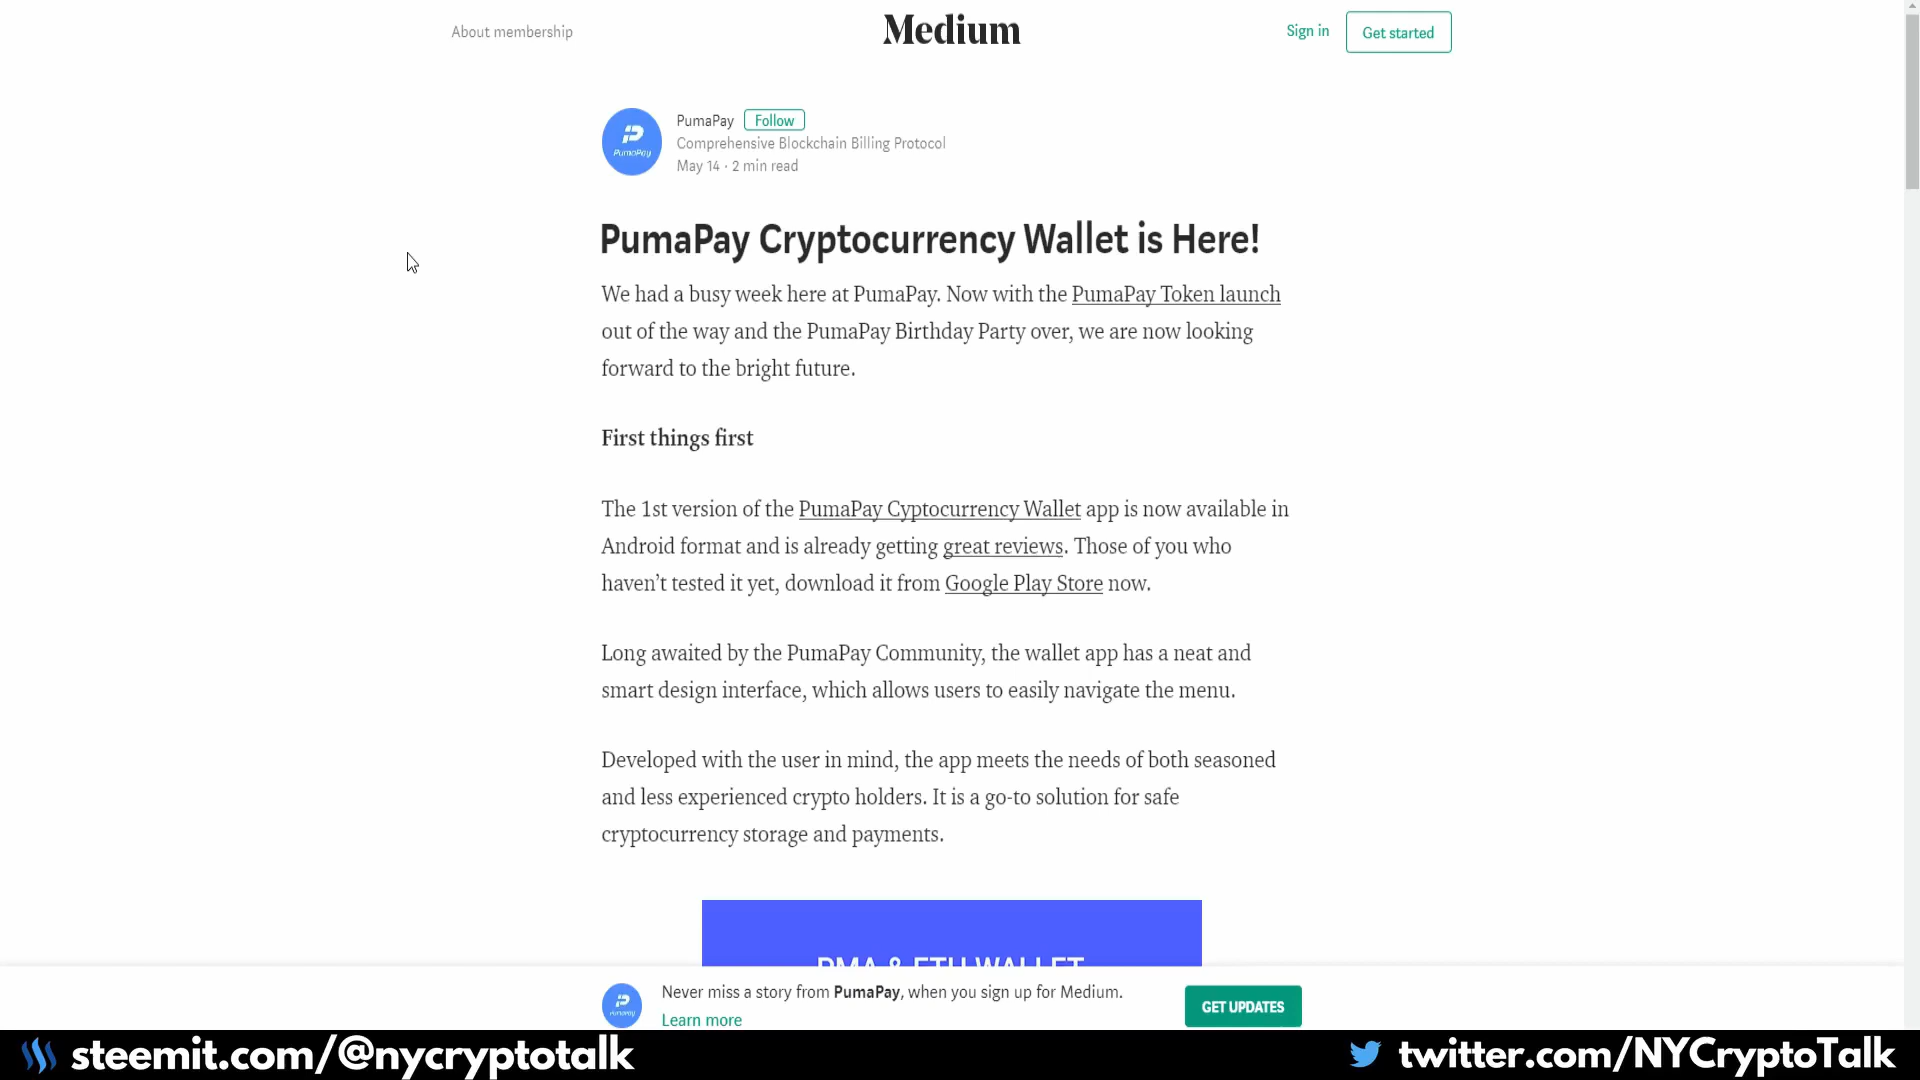 About membership
Medium
Sign in
Get started
PumaPay Follow
Comprehensive Blockchain Billing Protocol
May 14 · 2 min read
PumaPay
PumaPay Cryptocurrency Wallet is Here!
We had a busy week here at PumaPay. Now with the PumaPay Token launch
out of the way and the PumaPay Birthday Party over, we are now looking
forward to the bright future.
First things first
The 1st version of the PumaPay Cyptocurrency Wallet app is now available in
Android format and is already getting great reviews. Those of you who
haven’t tested it yet, download it from Google Play Store now.
Long awaited by the PumaPay Community, the wallet app has a neat and
smart design interface, which allows users to easily navigate the menu.
Developed with the user in mind, the app meets the needs of both seasoned
and less experienced crypto holders. It is a go-to solution for safe
cryptocurrency storage and payments.
PMA & ETH WALLET
Never miss a story from PumaPay, when you sign up for Medium.
Learn more
GET UPDATES
PumaPay
steemit.com/@nycryptotalk
twitter.com/NYCryptoTalk